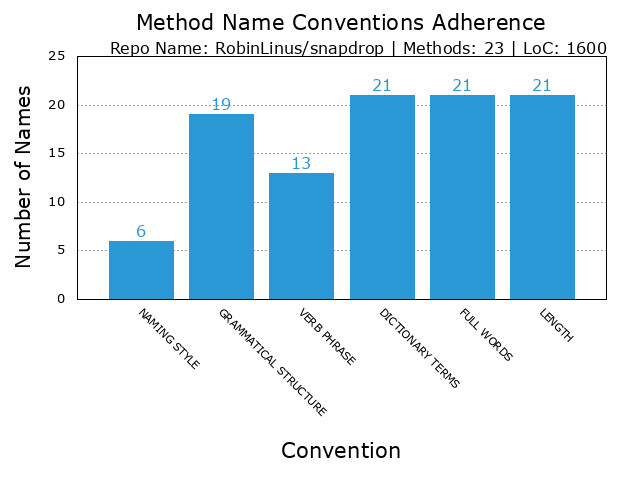 Method Name Conventions Adherence
Repo Name: RobinLinus/snapdrop | Methods: 23 | LoC: 1600
Number of Names
25
20
15
10
5
0
6
19
13
21
21
21
NAMING STYLE
GRAMMATICAL STRUCTURE
VERB PHRASE
DICTIONARY TERMS
FULL WORDS
LENGTH
Convention